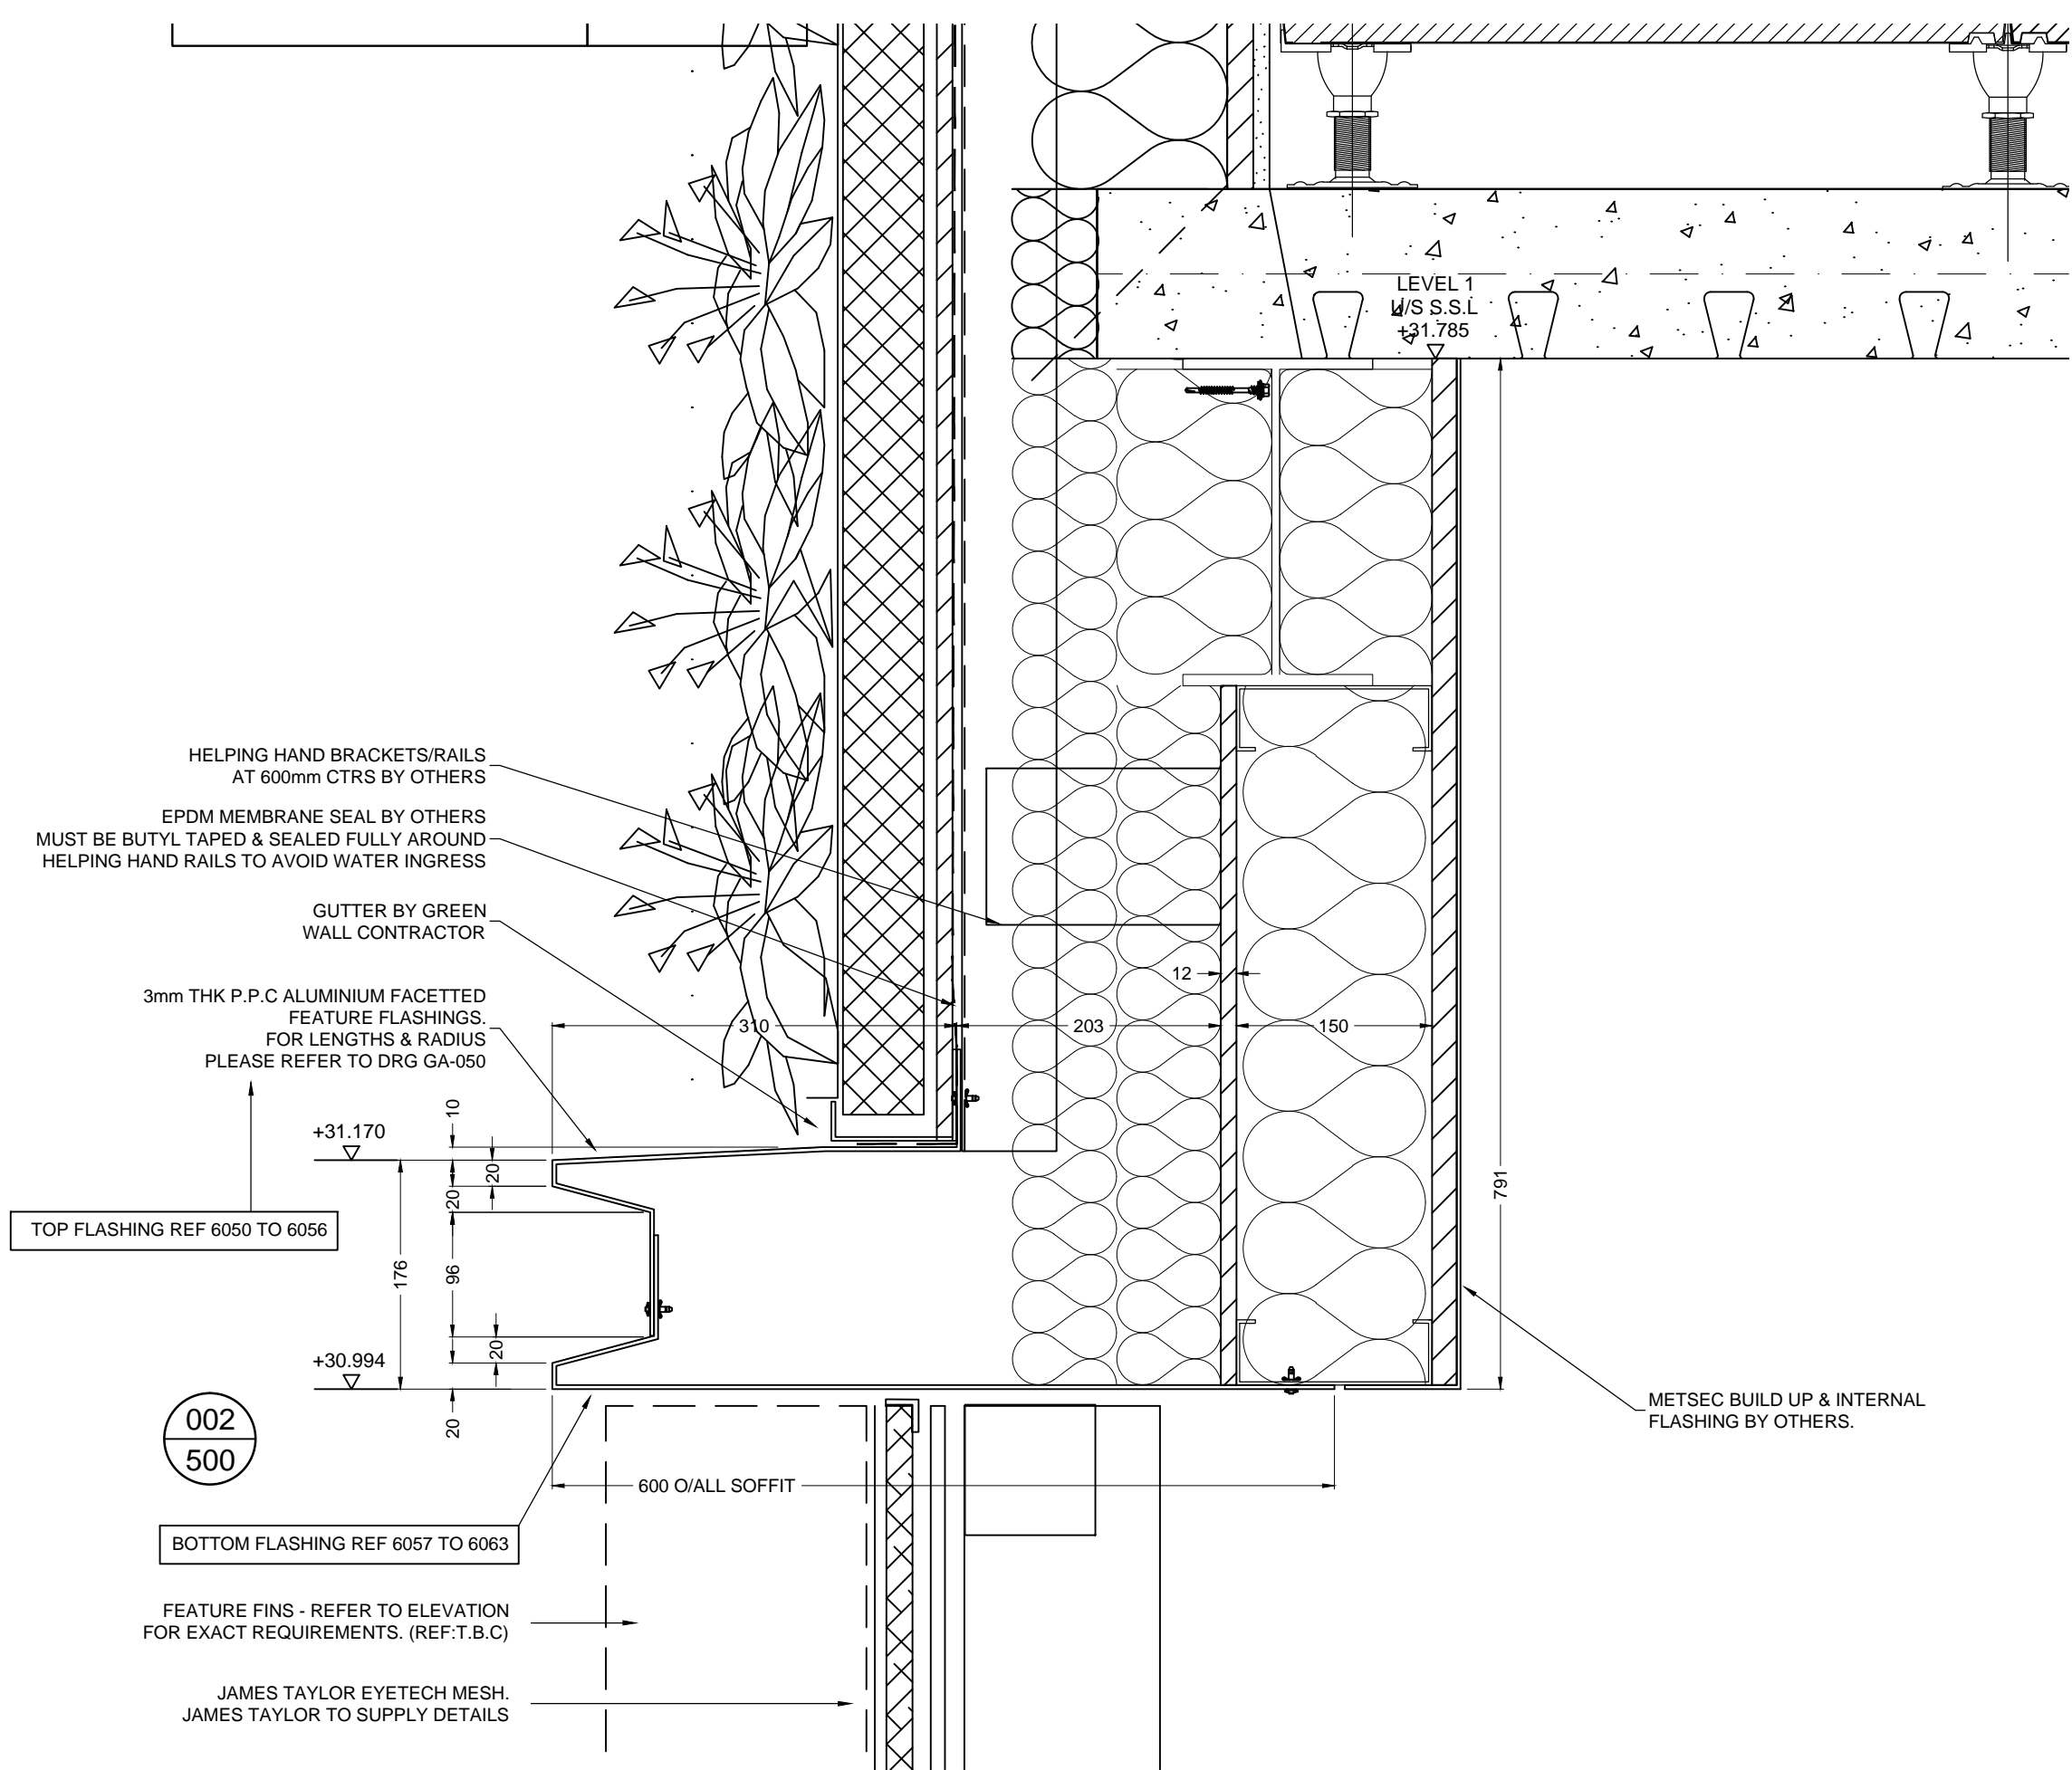 LEVEL 1
U/S S.S.L
+31.785
HELPING HAND BRACKETS/RAILS
AT 600mm CTRS BY OTHERS
EPDM MEMBRANE SEAL BY OTHERS
MUST BE BUTYL TAPED & SEALED FULLY AROUND
HELPING HAND RAILS TO AVOID WATER INGRESS
GUTTER BY GREEN
WALL CONTRACTOR
12
3mm THK P.P.C ALUMINIUM FACETTED
FEATURE FLASHINGS.
FOR LENGTHS & RADIUS
PLEASE REFER TO DRG GA-050
310
203
150
10
+31.170
20
20
791
TOP FLASHING REF 6050 TO 6056
176
96
20
+30.994
20
002
500
METSEC BUILD UP & INTERNAL
FLASHING BY OTHERS.
600 O/ALL SOFFIT
BOTTOM FLASHING REF 6057 TO 6063
FEATURE FINS - REFER TO ELEVATION
FOR EXACT REQUIREMENTS. (REF:T.B.C)
JAMES TAYLOR EYETECH MESH.
JAMES TAYLOR TO SUPPLY DETAILS